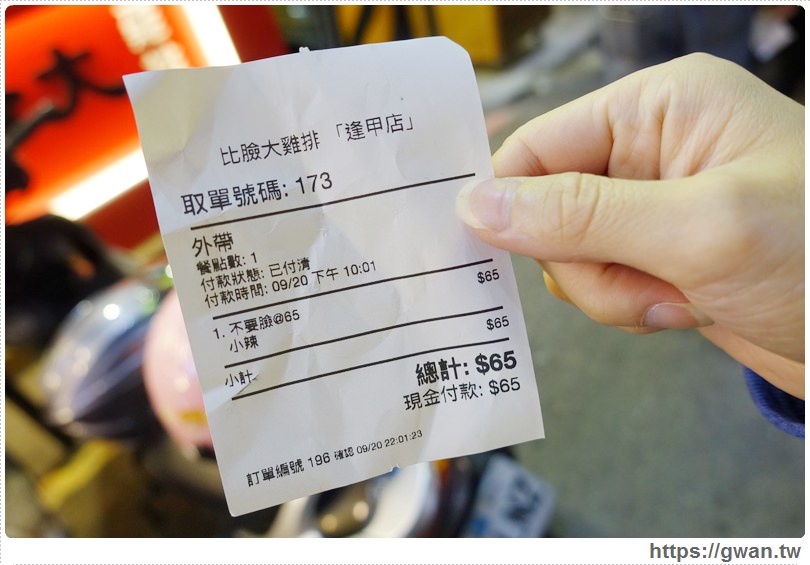 大
比臉大雞排 「逢甲店」
取單號碼: 173
外帶
餐點數: 1
付款狀態: 已付清
付款時間: 09/20 下午 10:01
1. 不要臉@65 $65
小辣
小計 $65
總計: $65
現金付款: $65
訂單編號 196 確認 09/20 22:01:23
https://gwan.tw